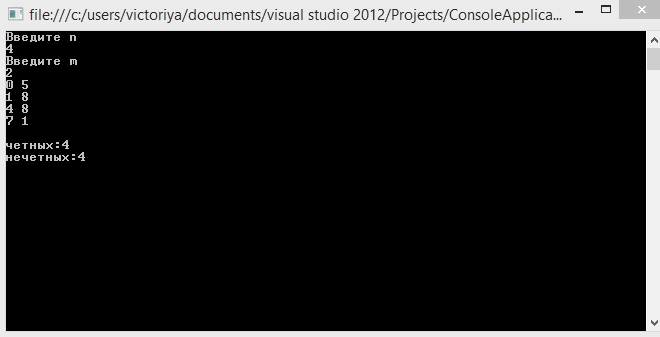 file:///c:/users/victoriya/documents/visual studio 2012/Projects/ConsoleApplica...
Введите n
4
Введите m
2
0 5
1 8
4 8
7 1
четных:4
нечетных:4